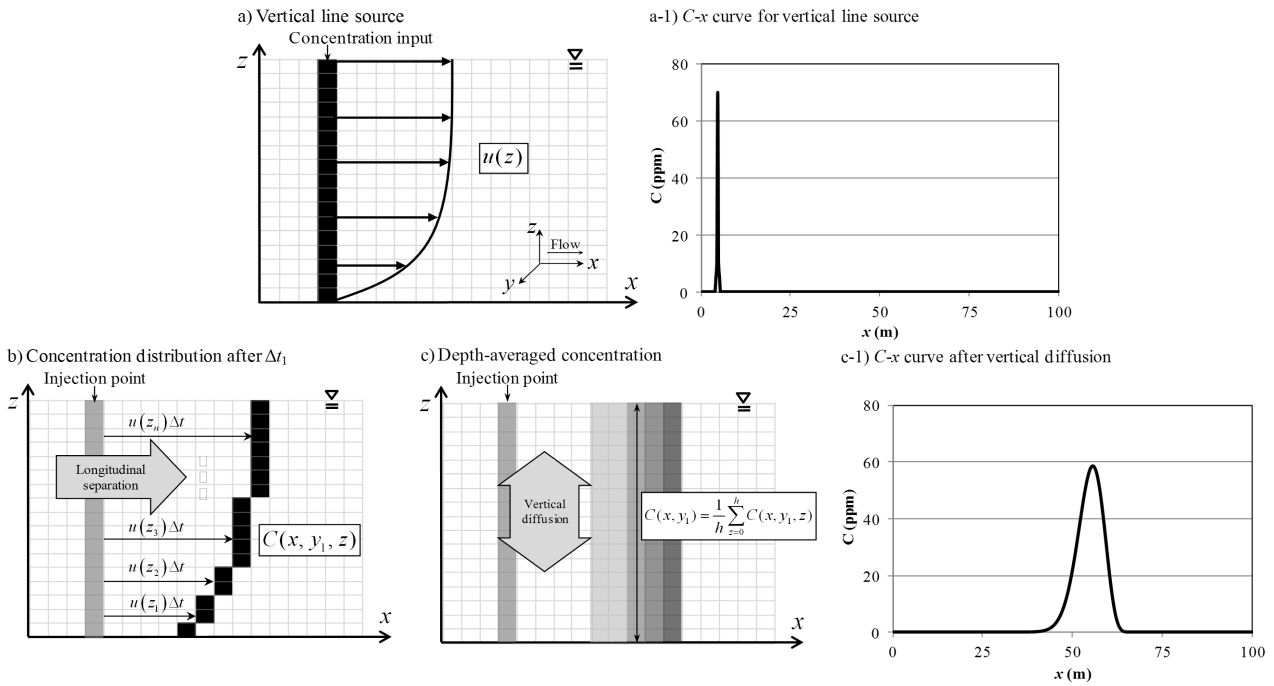 a) Vertical line source
Concentration input
z
u(z)
z
Flow
x
y
x
a-1) C-x curve for vertical line source
80
60
40
20
0
C (ppm)
0 25 50 75 100
x (m)
b) Concentration distribution after Δt₁
Injection point
z
u(zₙ)Δt
Longitudinal
separation
u(z₃)Δt
C(x, y₁, z)
u(z₂)Δt
u(z₁)Δt
x
c) Depth-averaged concentration
Injection point
z
Vertical
diffusion
C(x, y₁) = 1/h ∑_{z=0}^{h} C(x, y₁, z)
x
c-1) C-x curve after vertical diffusion
80
60
40
20
0
C (ppm)
0 25 50 75 100
x (m)